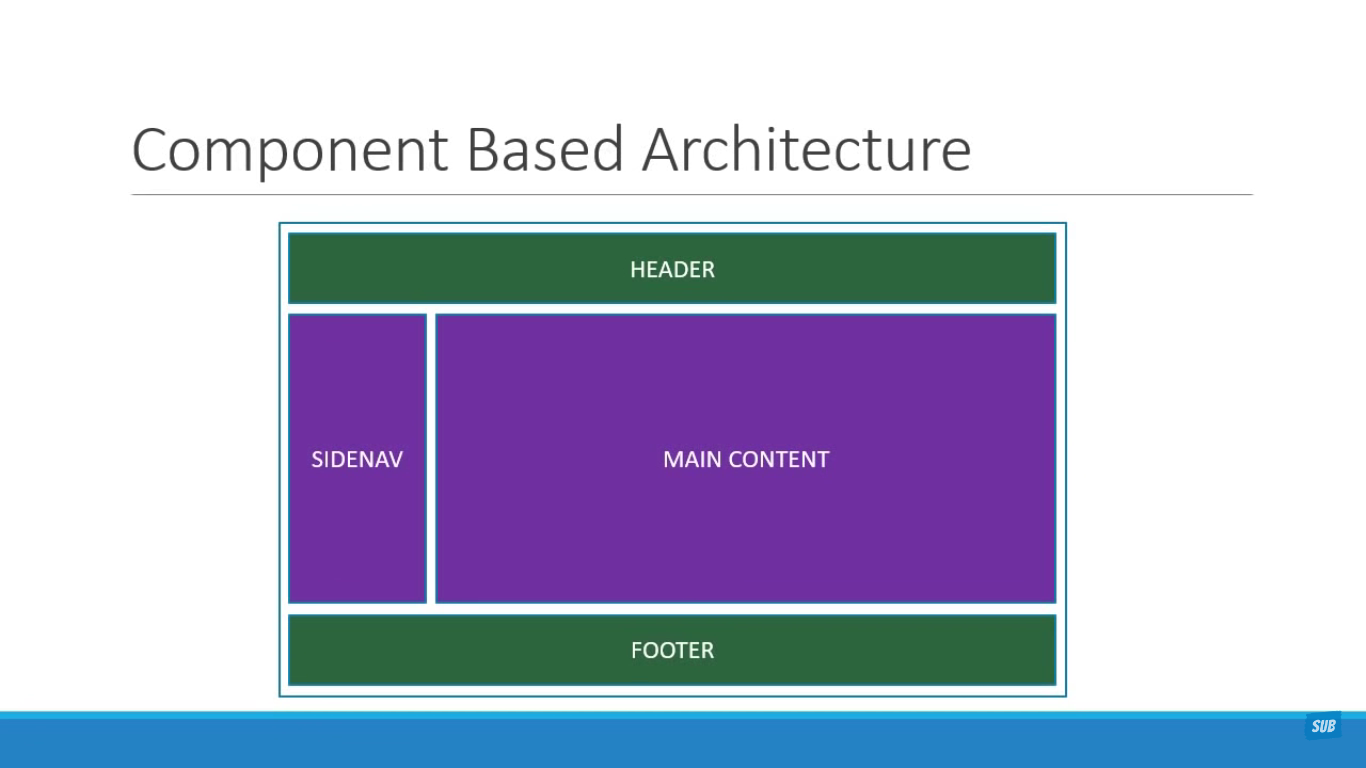 Component Based Architecture
HEADER
SIDENAV
MAIN CONTENT
FOOTER
SUB